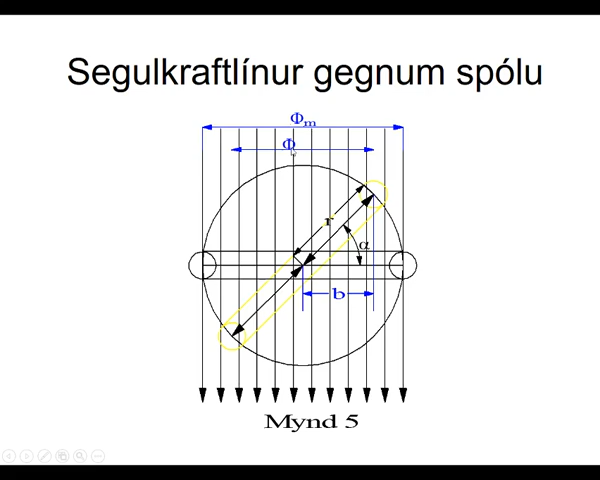 Segulkraftlínur gegnum spólu
Φm
Φ
r
α
b
Mynd 5